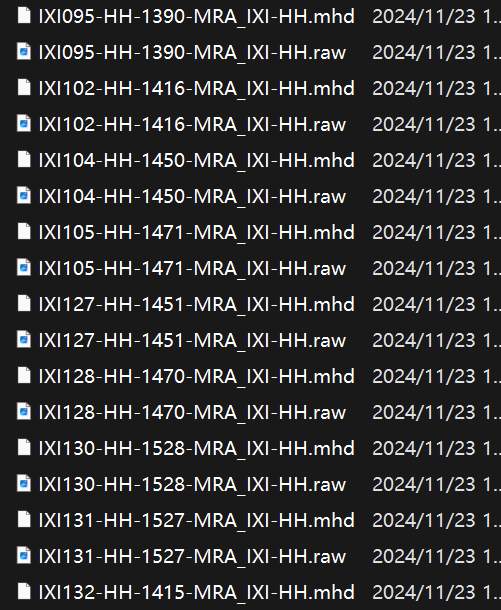 IXI095-HH-1390-MRA_IXI-HH.mhd 2024/11/23 1...
IXI095-HH-1390-MRA_IXI-HH.raw 2024/11/23 1...
IXI102-HH-1416-MRA_IXI-HH.mhd 2024/11/23 1...
IXI102-HH-1416-MRA_IXI-HH.raw 2024/11/23 1...
IXI104-HH-1450-MRA_IXI-HH.mhd 2024/11/23 1...
IXI104-HH-1450-MRA_IXI-HH.raw 2024/11/23 1...
IXI105-HH-1471-MRA_IXI-HH.mhd 2024/11/23 1...
IXI105-HH-1471-MRA_IXI-HH.raw 2024/11/23 1...
IXI127-HH-1451-MRA_IXI-HH.mhd 2024/11/23 1...
IXI127-HH-1451-MRA_IXI-HH.raw 2024/11/23 1...
IXI128-HH-1470-MRA_IXI-HH.mhd 2024/11/23 1...
IXI128-HH-1470-MRA_IXI-HH.raw 2024/11/23 1...
IXI130-HH-1528-MRA_IXI-HH.mhd 2024/11/23 1...
IXI130-HH-1528-MRA_IXI-HH.raw 2024/11/23 1...
IXI131-HH-1527-MRA_IXI-HH.mhd 2024/11/23 1...
IXI131-HH-1527-MRA_IXI-HH.raw 2024/11/23 1...
IXI132-HH-1415-MRA_IXI-HH.mhd 2024/11/23 1...